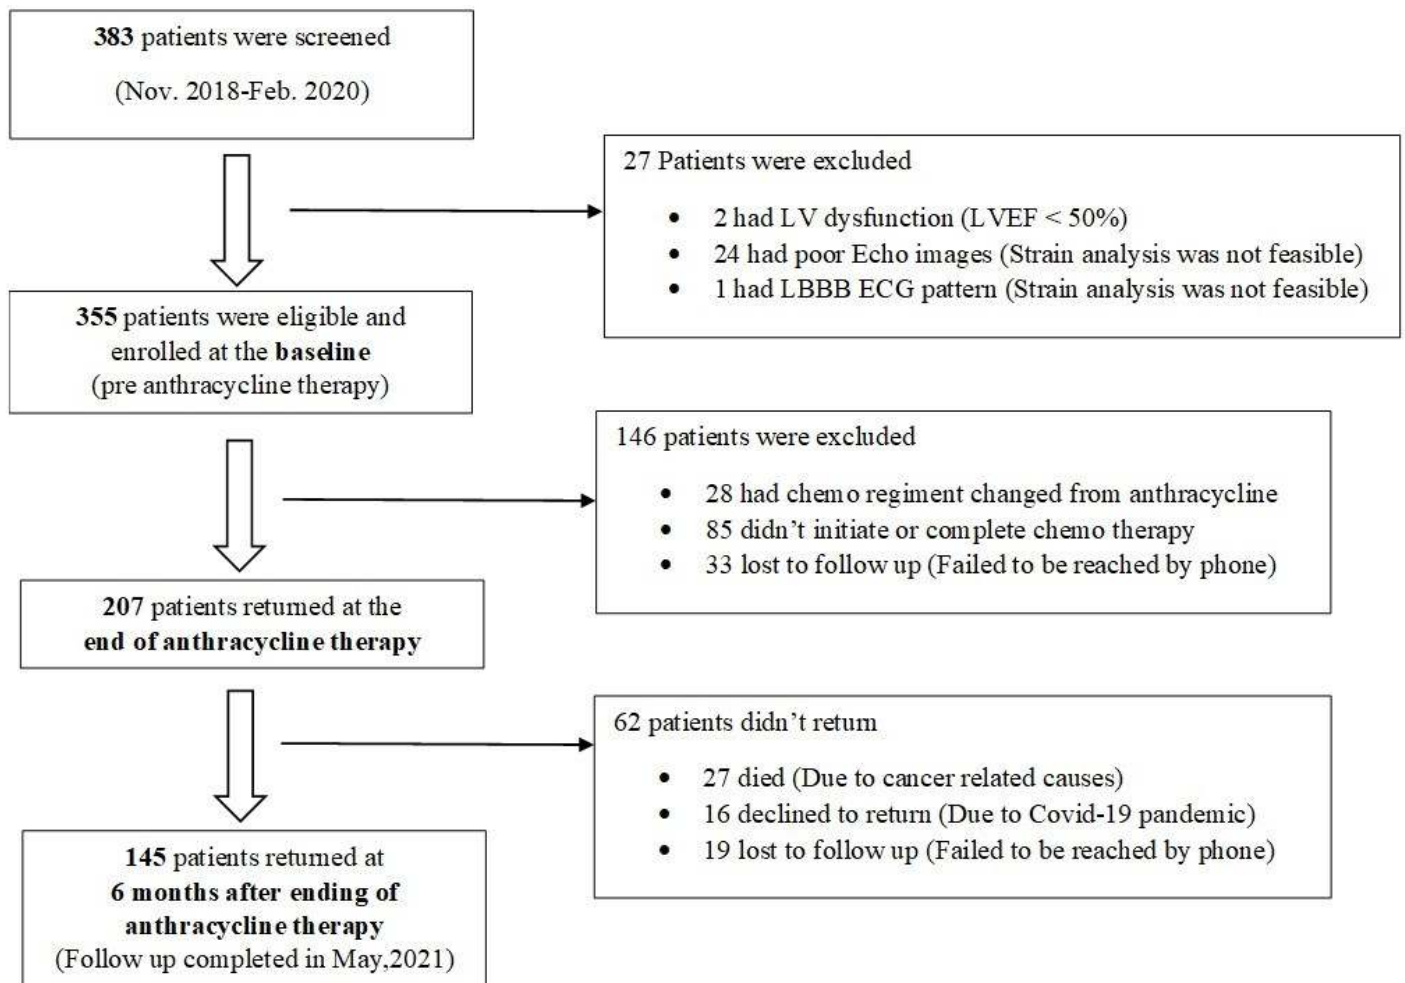 383 patients were screened
(Nov. 2018-Feb. 2020)
27 Patients were excluded
• 2 had LV dysfunction (LVEF < 50%)
• 24 had poor Echo images (Strain analysis was not feasible)
• 1 had LBBB ECG pattern (Strain analysis was not feasible)
355 patients were eligible and
enrolled at the baseline
(pre anthracycline therapy)
146 patients were excluded
• 28 had chemo regiment changed from anthracycline
• 85 didn’t initiate or complete chemo therapy
• 33 lost to follow up (Failed to be reached by phone)
207 patients returned at the
end of anthracycline therapy
62 patients didn’t return
• 27 died (Due to cancer related causes)
• 16 declined to return (Due to Covid-19 pandemic)
• 19 lost to follow up (Failed to be reached by phone)
145 patients returned at
6 months after ending of
anthracycline therapy
(Follow up completed in May,2021)